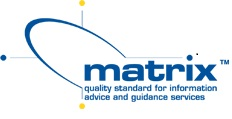 matrix™
quality standard for information
advice and guidance services